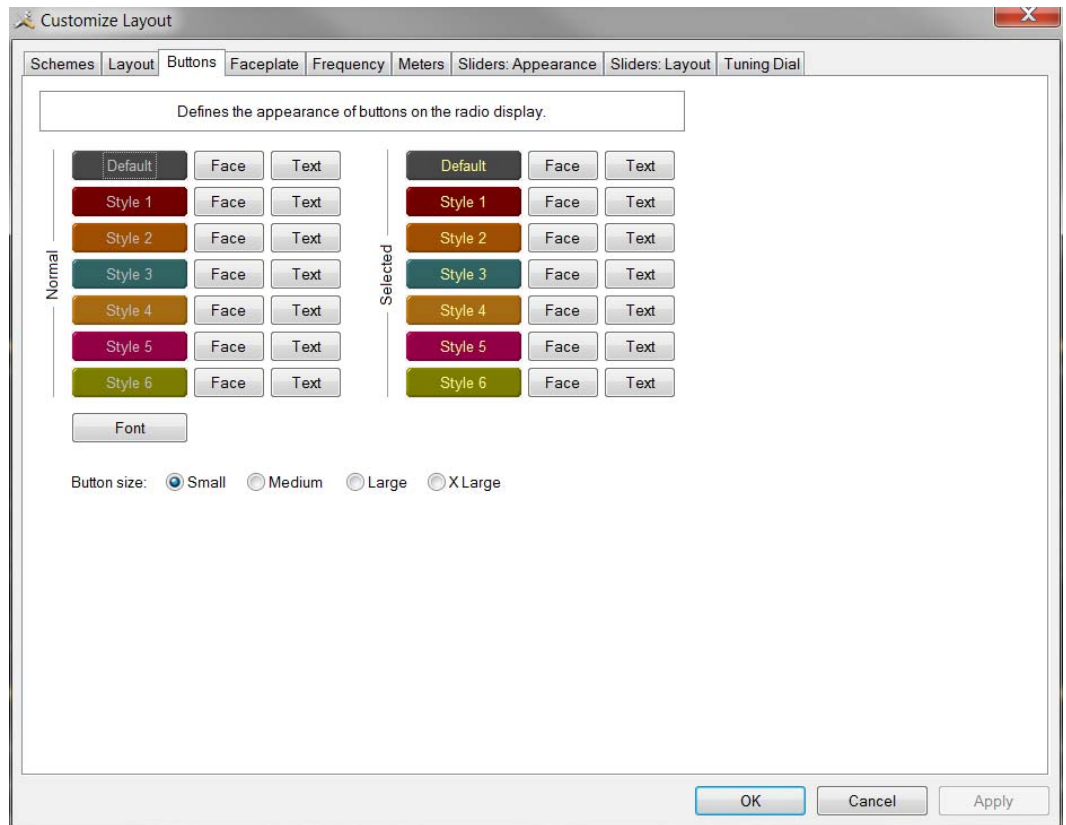 Customize Layout
X
Schemes Layout Buttons Faceplate Frequency Meters Sliders: Appearance Sliders: Layout Tuning Dial
Defines the appearance of buttons on the radio display.
Normal
Default Face Text
Style 1 Face Text
Style 2 Face Text
Style 3 Face Text
Style 4 Face Text
Style 5 Face Text
Style 6 Face Text
Selected
Default Face Text
Style 1 Face Text
Style 2 Face Text
Style 3 Face Text
Style 4 Face Text
Style 5 Face Text
Style 6 Face Text
Font
Button size: Small Medium Large X Large
OK Cancel Apply